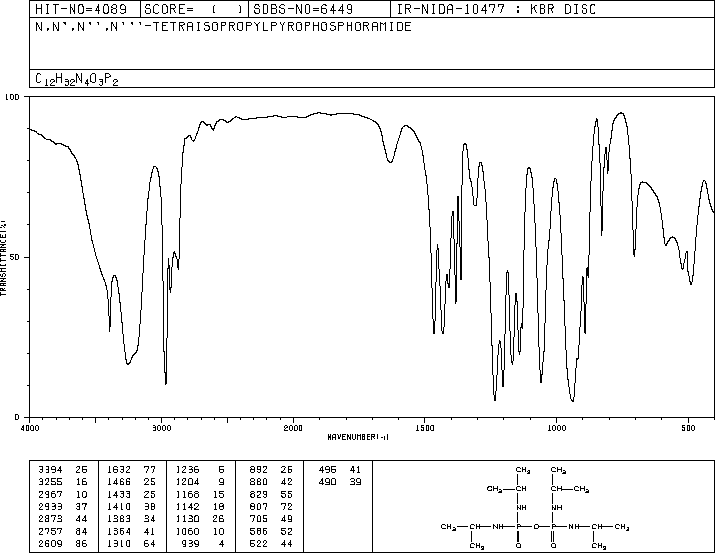 HIT-NO=4089 SCORE= ( ) SDBS-NO=6449 IR-NIDA-10477 : KBR DISC
N,N',N'',N'''-TETRAISOPROPYLPYROPHOSPHORAMIDE
C12H32N4O3P2
100
50
0
TRANSMITTANCE(%)
4000 3000 2000 1500 1000 500
WAVENUMBER(-1)
3394 26 1632 77 1236 5 892 26 495 41
3255 16 1466 25 1204 9 880 42 490 39
2967 10 1433 25 1168 15 829 55
2933 37 1410 38 1142 18 807 72
2873 44 1383 34 1130 26 705 49
2757 84 1364 41 1060 10 586 52
2609 86 1310 64 939 4 522 44
CH3 CH3
CH3 CH CH CH3
NH NH
CH3 CH NH P O P NH CH CH3
CH3 O O CH3